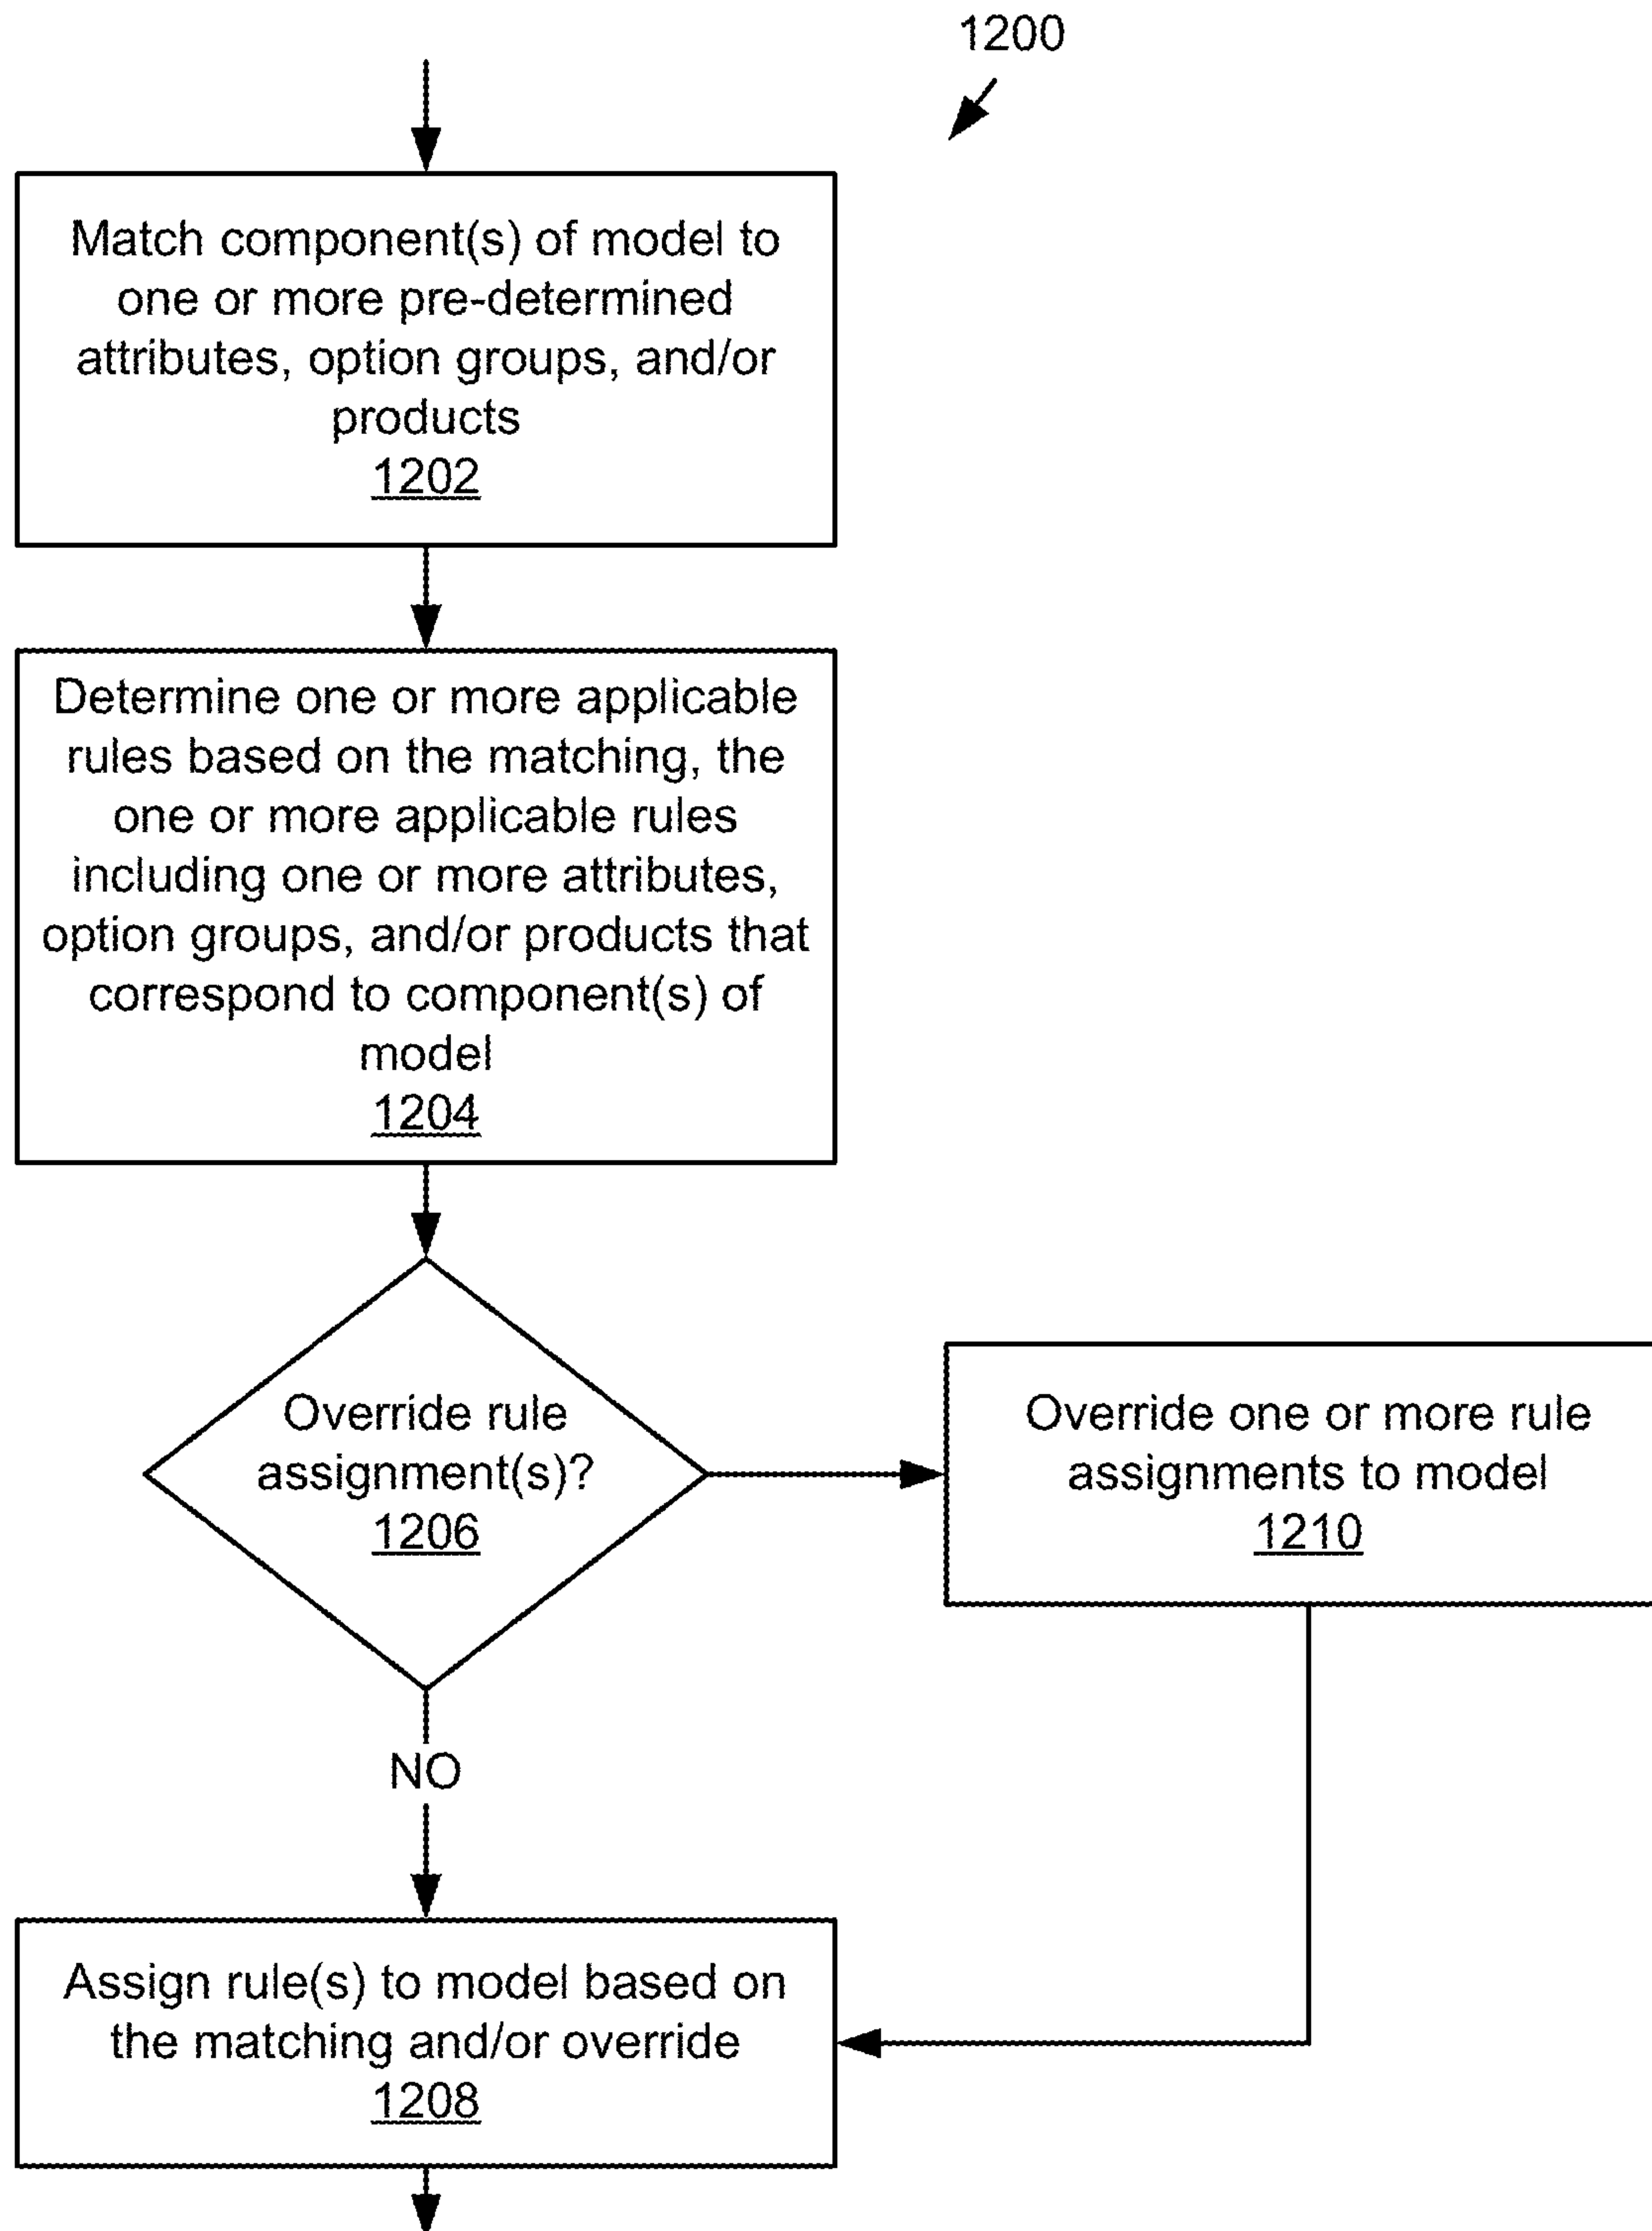 1200
Match component(s) of model to
one or more pre-determined
attributes, option groups, and/or
products
1202
Determine one or more applicable
rules based on the matching, the
one or more applicable rules
including one or more attributes,
option groups, and/or products that
correspond to component(s) of
model
1204
Override rule
assignment(s)?
1206
Override one or more rule
assignments to model
1210
NO
Assign rule(s) to model based on
the matching and/or override
1208